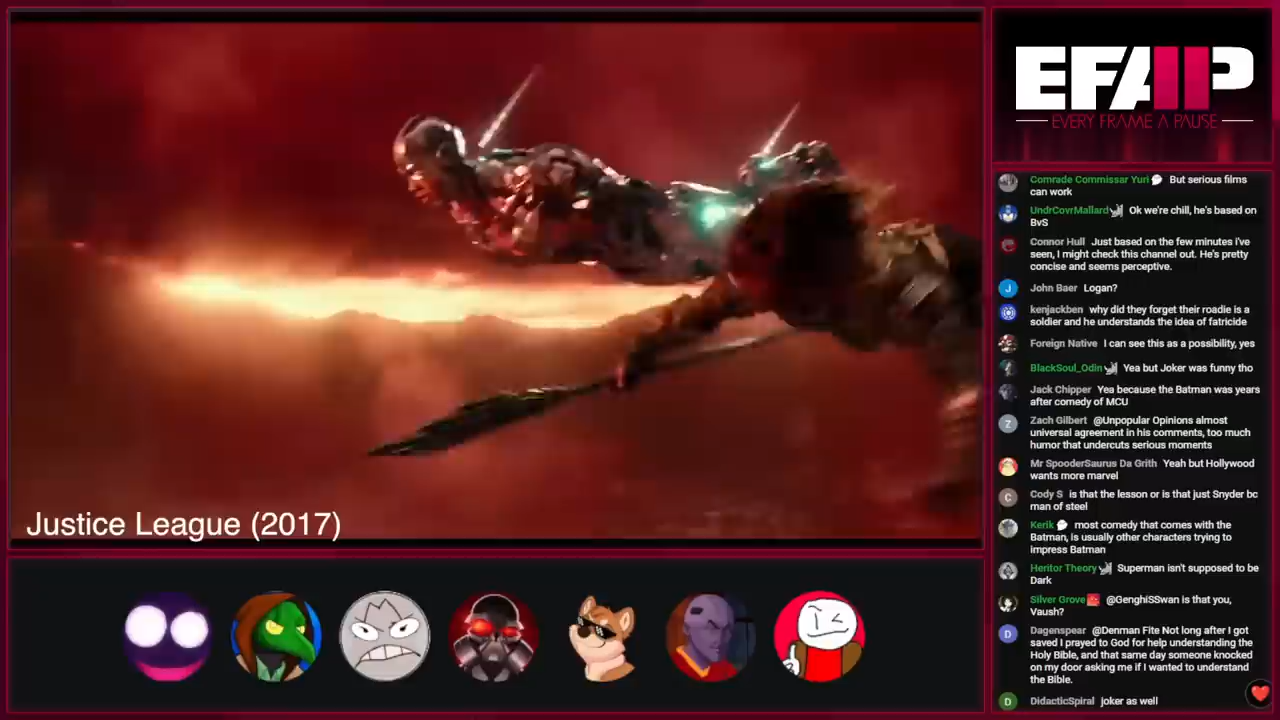 Justice League (2017)
EFAP
EVERY FRAME A PAUSE
Comrade Commissar Yuri But serious films
can work
UndrCovrMallard Ok we're chill, he's based on
BvS
Connor Hull Just based on the few minutes i've
seen, I might check this channel out. He's pretty
concise and seems perceptive.
J John Baer Logan?
kenjackben why did they forget their roadie is a
soldier and he understands the idea of fatricide
Foreign Native I can see this as a possibility, yes
BlackSoul_Odin Yea but Joker was funny tho
Jack Chipper Yea because the Batman was years
after comedy of MCU
Z Zach Gilbert @Unpopular Opinions almost
universal agreement in his comments, too much
humor that undercuts serious moments
Mr SpooderSaurus Da Grith Yeah but Hollywood
wants more marvel
C Cody S is that the lesson or is that just Snyder bc
man of steel
Kerik most comedy that comes with the
Batman, is usually other characters trying to
impress Batman
Heritor Theory Superman isn't supposed to be
Dark
Silver Grove @GenghiSSwan is that you,
Vaush?
D Dagenspear @Denman Fite Not long after I got
saved I prayed to God for help understanding the
Holy Bible, and that same day someone knocked
on my door asking me if I wanted to understand
the Bible.
D DidacticSpiral joker as well